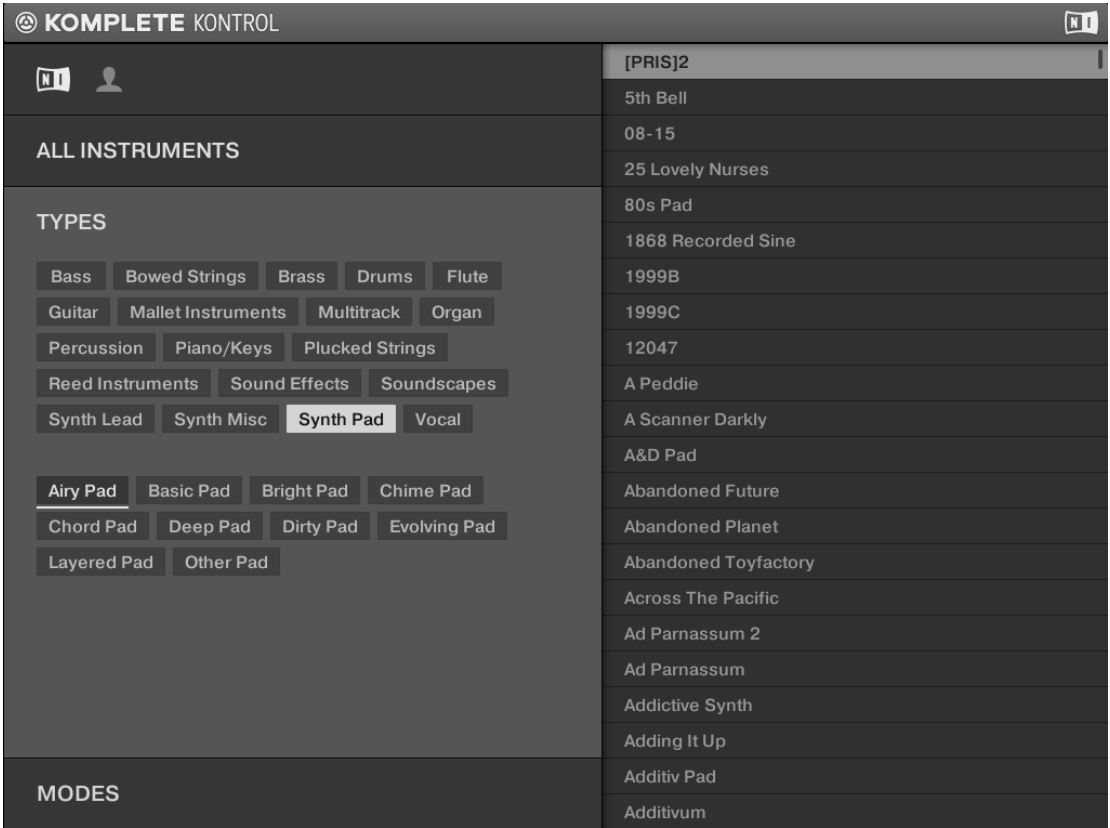 KOMPLETE KONTROL
NI
NI
ALL INSTRUMENTS
TYPES
Bass Bowed Strings Brass Drums Flute
Guitar Mallet Instruments Multitrack Organ
Percussion Piano/Keys Plucked Strings
Reed Instruments Sound Effects Soundscapes
Synth Lead Synth Misc Synth Pad Vocal
Airy Pad Basic Pad Bright Pad Chime Pad
Chord Pad Deep Pad Dirty Pad Evolving Pad
Layered Pad Other Pad
MODES
[PRIS]2
5th Bell
08-15
25 Lovely Nurses
80s Pad
1868 Recorded Sine
1999B
1999C
12047
A Peddie
A Scanner Darkly
A&D Pad
Abandoned Future
Abandoned Planet
Abandoned Toyfactory
Across The Pacific
Ad Parnassum 2
Ad Parnassum
Addictive Synth
Adding It Up
Additiv Pad
Additivum